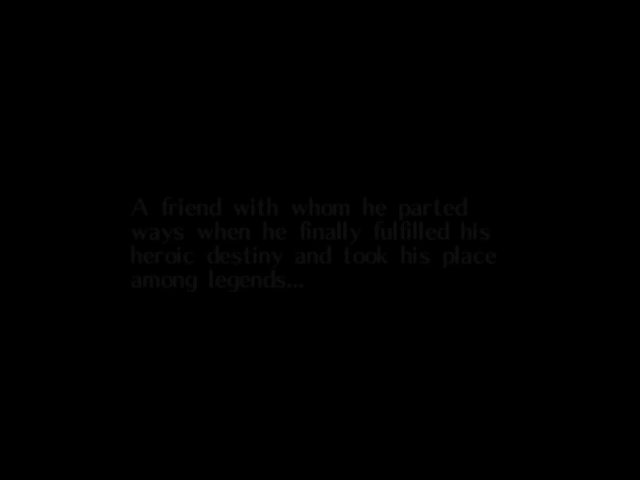 A friend with whom he parted
ways when he finally fulfilled his
heroic destiny and took his place
among legends...